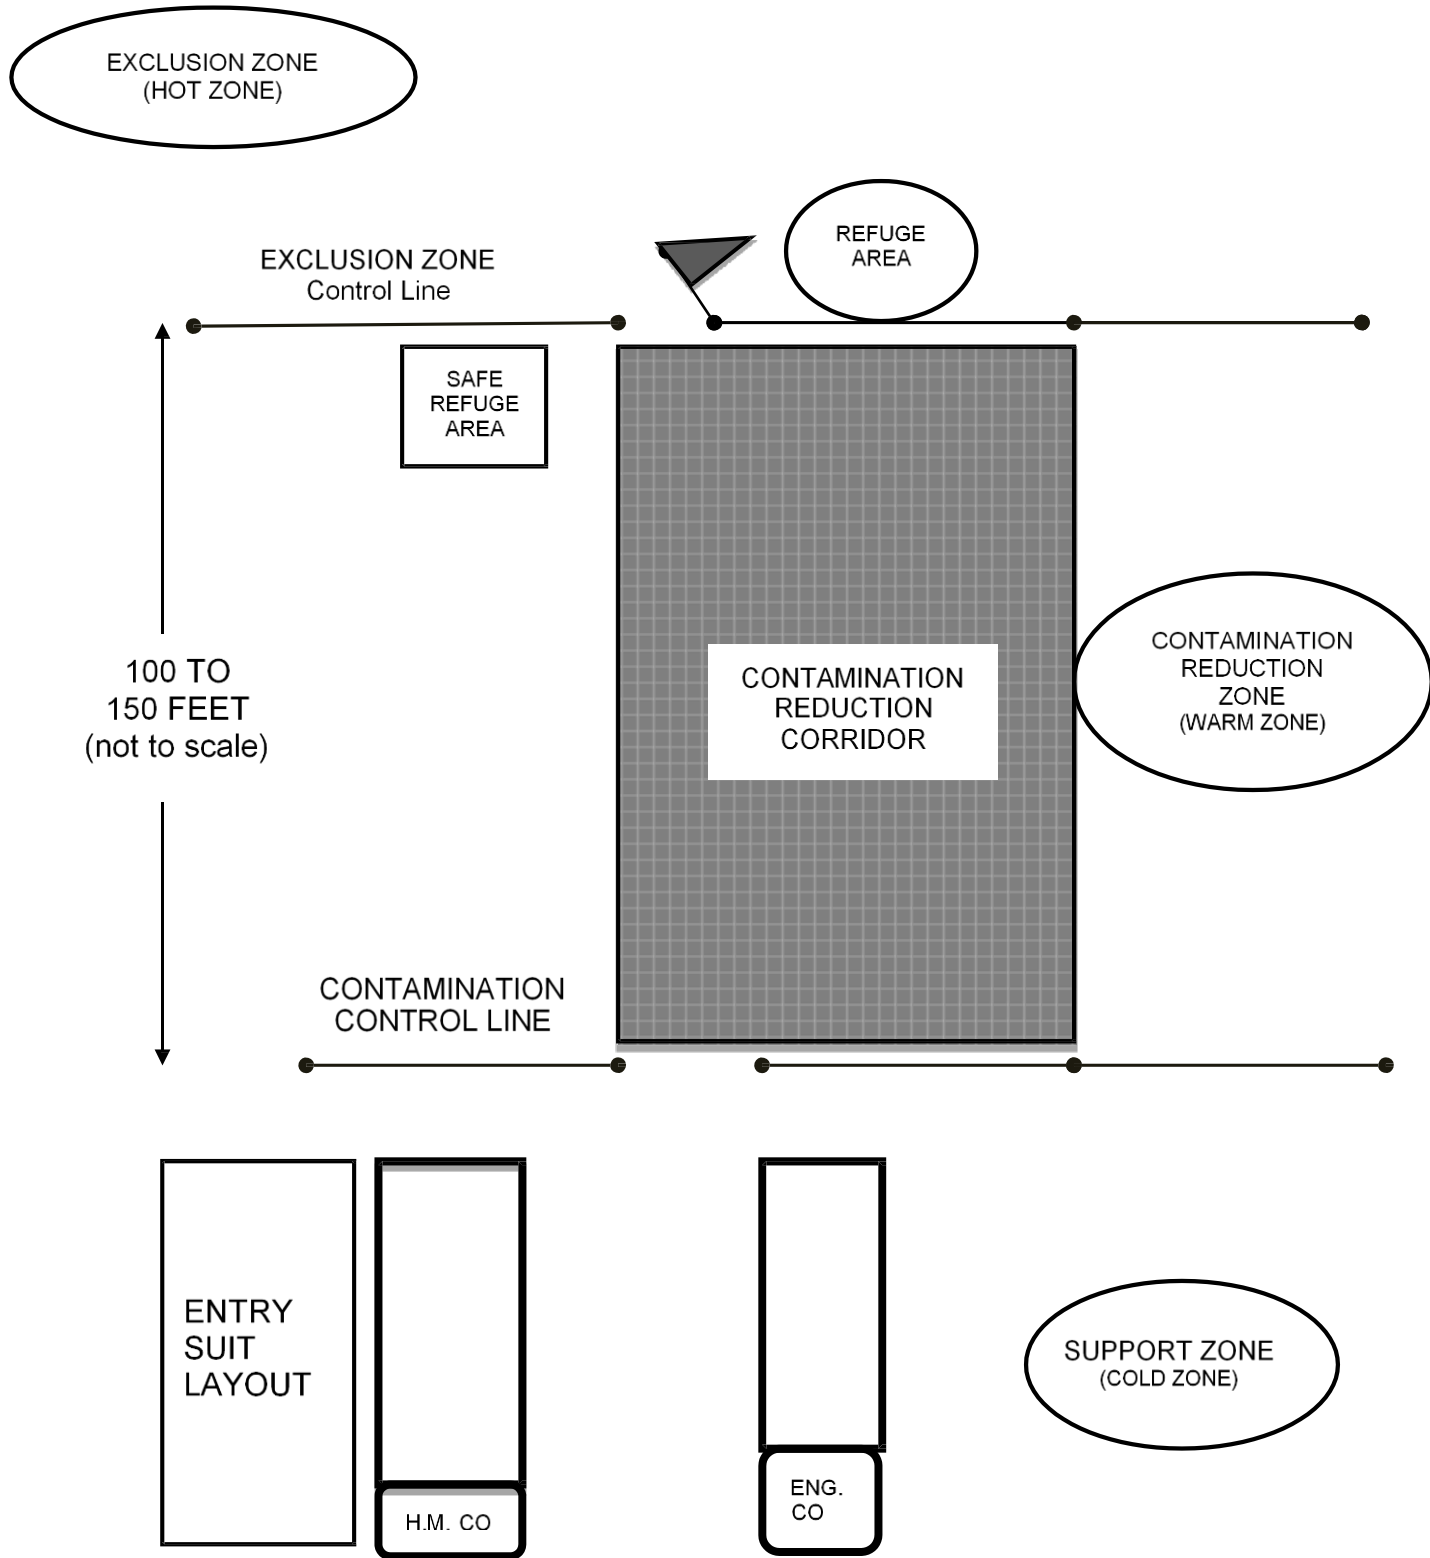 EXCLUSION ZONE
(HOT ZONE)
REFUGE
AREA
EXCLUSION ZONE
Control Line
SAFE
REFUGE
AREA
CONTAMINATION
REDUCTION
ZONE
(WARM ZONE)
100 TO
150 FEET
(not to scale)
CONTAMINATION
REDUCTION
CORRIDOR
CONTAMINATION
CONTROL LINE
ENTRY
SUIT
LAYOUT
SUPPORT ZONE
(COLD ZONE)
ENG.
CO
H.M. CO